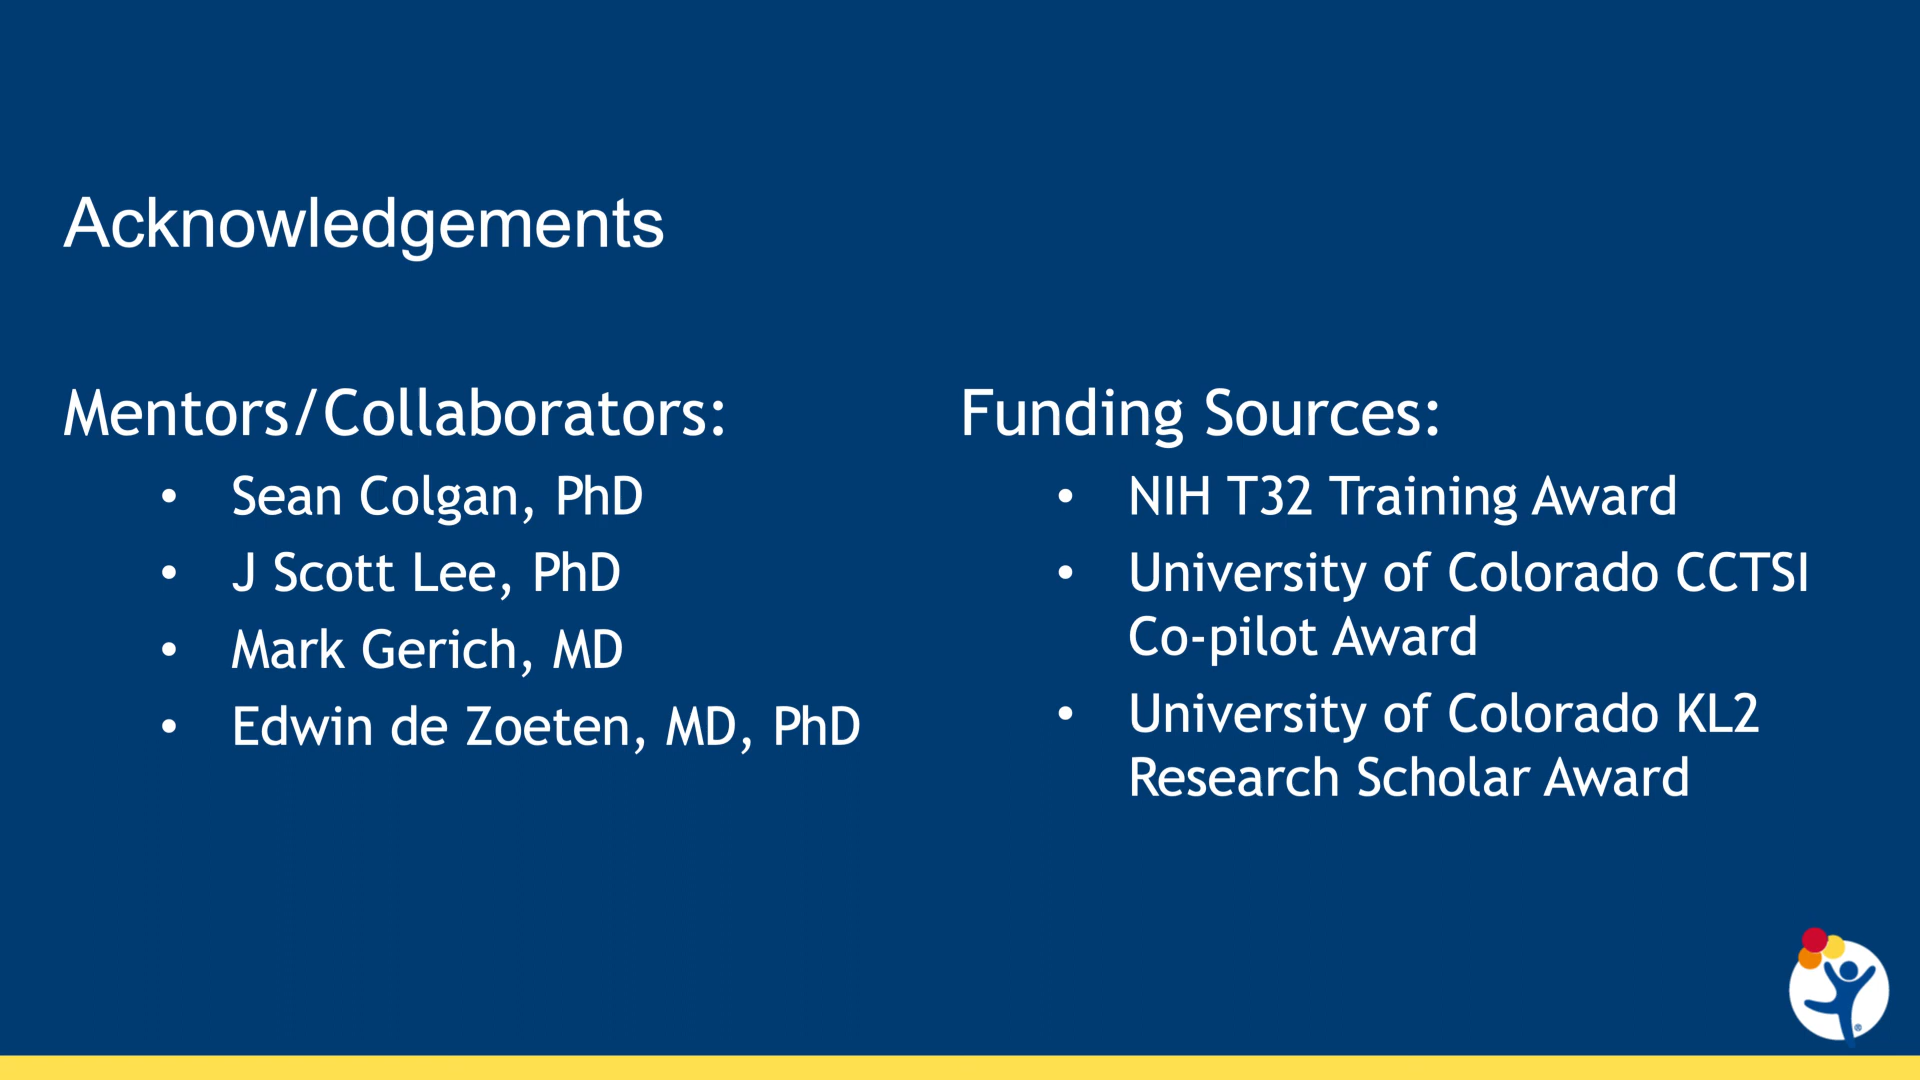 Acknowledgements
Mentors/Collaborators:
• Sean Colgan, PhD
• J Scott Lee, PhD
• Mark Gerich, MD
• Edwin de Zoeten, MD, PhD
Funding Sources:
• NIH T32 Training Award
• University of Colorado CCTSI
Co-pilot Award
• University of Colorado KL2
Research Scholar Award